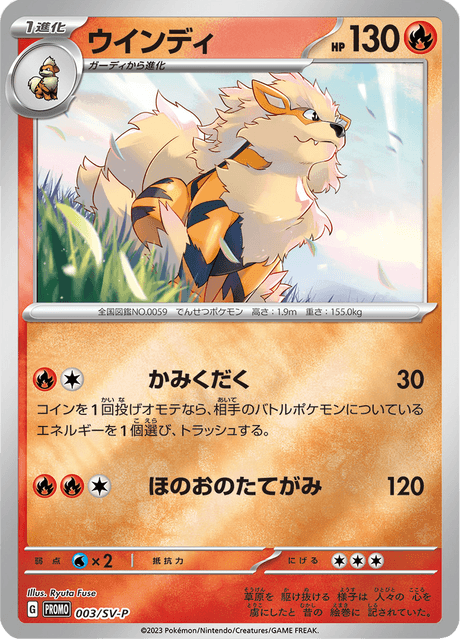 1進化
ウインディ
HP 130
ガーディから進化
全国図鑑NO.0059 でんせつポケモン 高さ：1.9m 重さ：155.0kg
かみくだく 30
コインを1回投げオモテなら、相手のバトルポケモンについている
エネルギーを1個選び、トラッシュする。
ほのおのたてがみ 120
弱点 ×2 抵抗力 にげる
Illus. Ryuta Fuse
G PROMO 003/SV-P
草原を駆け抜ける様子は人々の心を
虜にしたと昔の絵巻に記されていた。
©2023 Pokémon/Nintendo/Creatures/GAME FREAK.